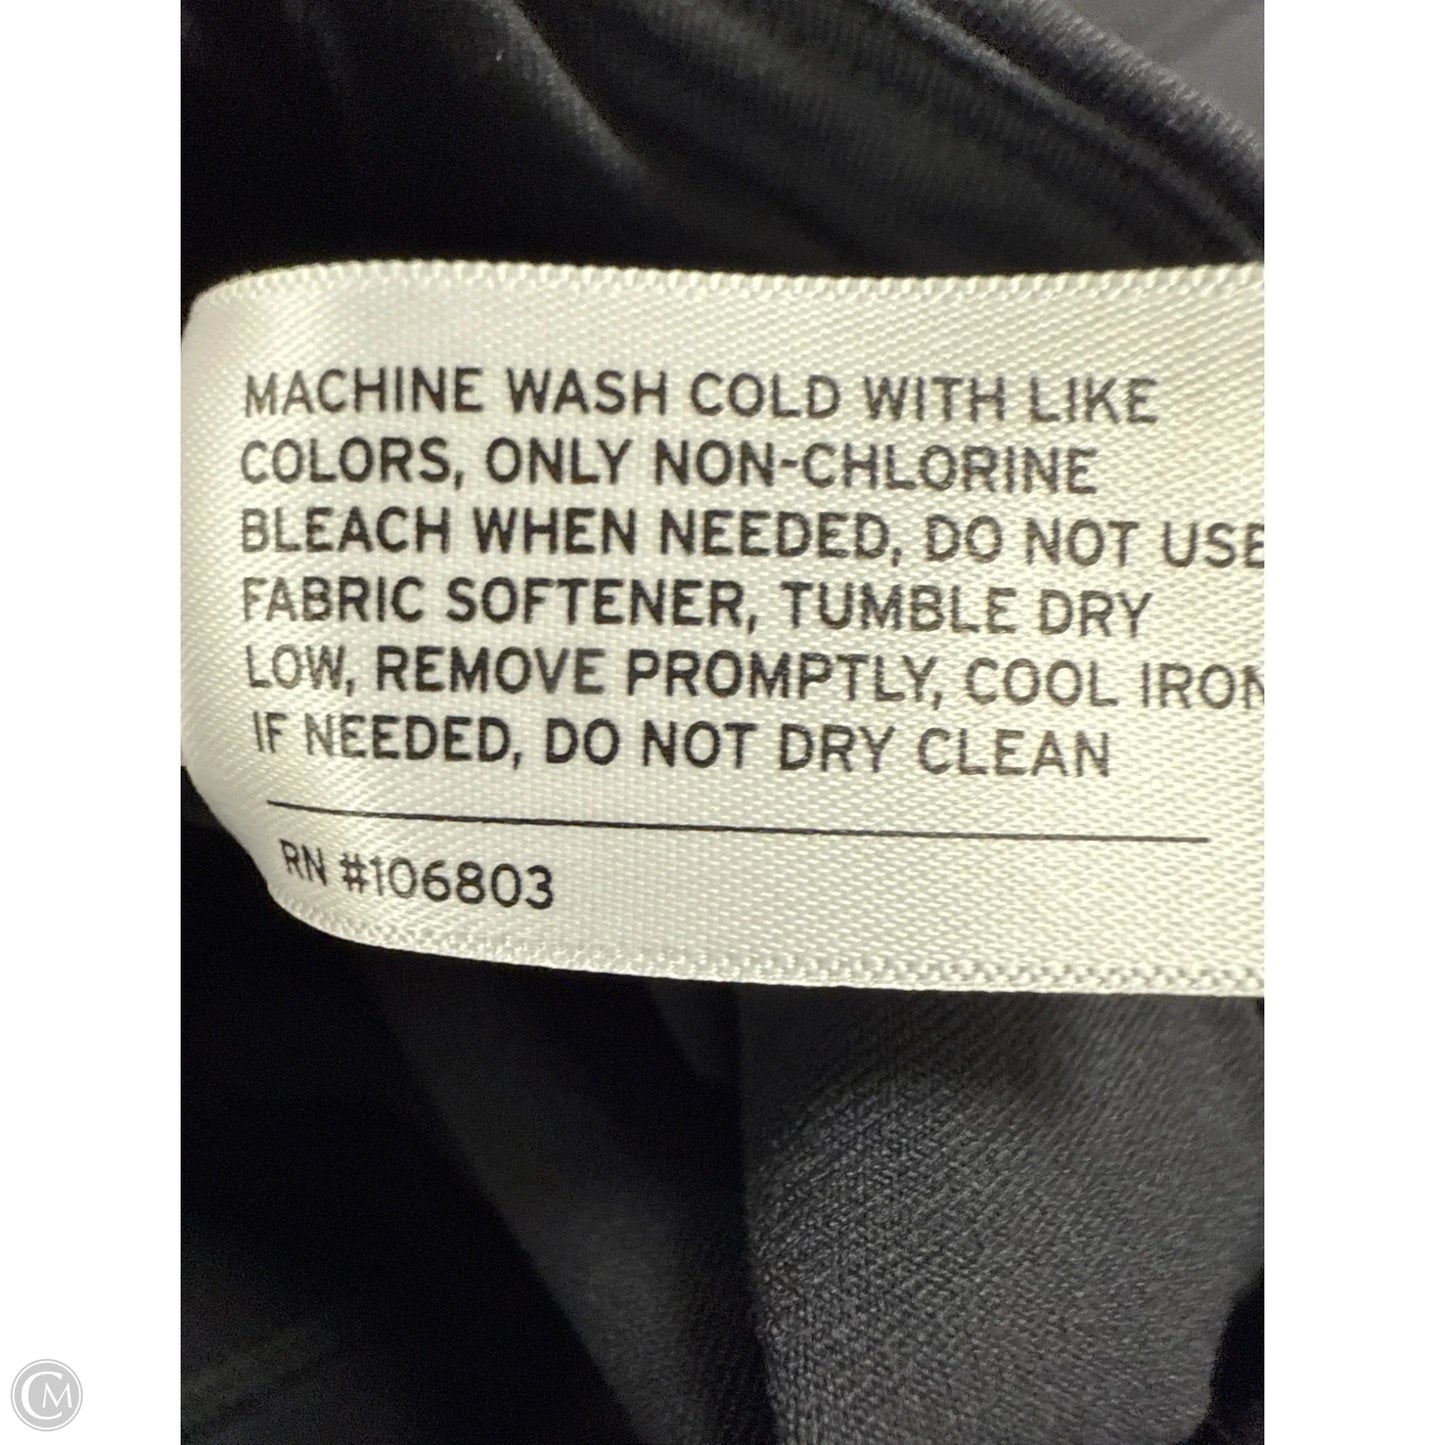 MACHINE WASH COLD WITH LIKE
COLORS, ONLY NON-CHLORINE
BLEACH WHEN NEEDED, DO NOT USE
FABRIC SOFTENER, TUMBLE DRY
LOW, REMOVE PROMPTLY, COOL IRON
IF NEEDED, DO NOT DRY CLEAN
RN #106803
CM